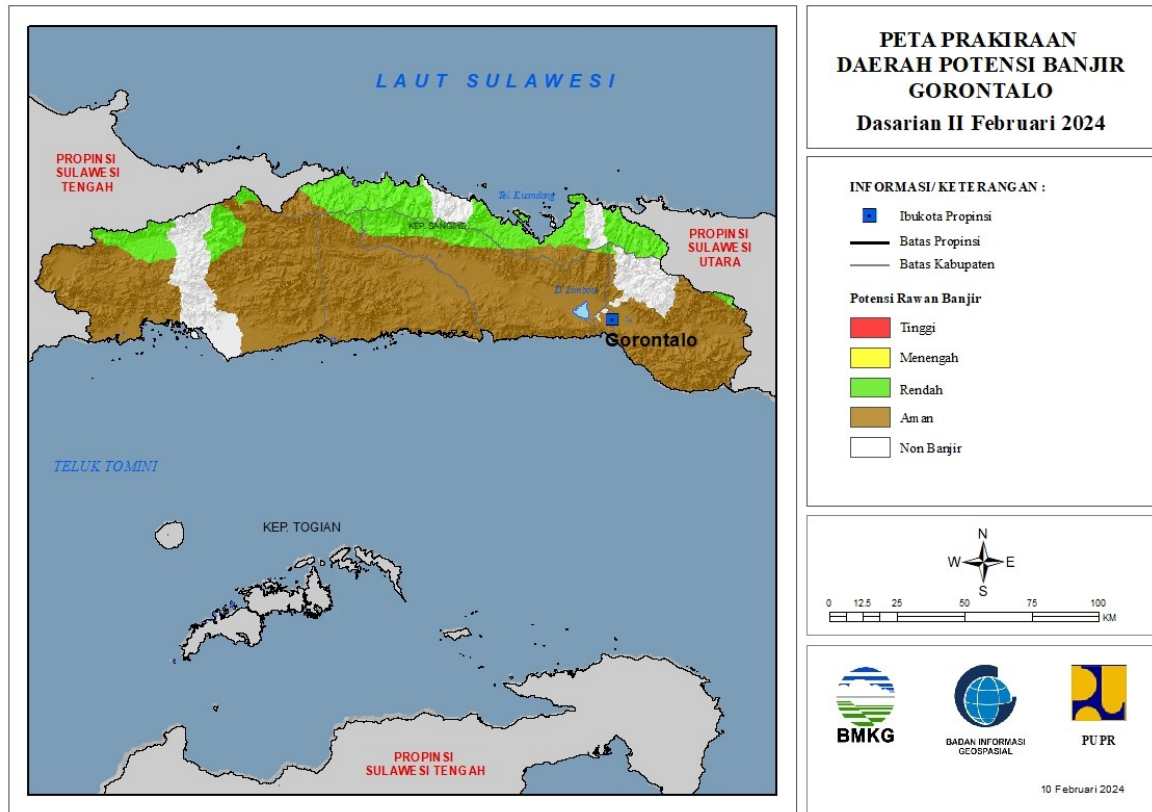 LAUT SULAWESI
PROPINSI
SULAWESI
TENGAH
Tel. Kuandang
KEP. SANGIHE
PROPINSI
SULAWESI
UTARA
D. Limboto
Gorontalo
TELUK TOMINI
KEP. TOGIAN
PROPINSI
SULAWESI TENGAH
PETA PRAKIRAAN
DAERAH POTENSI BANJIR
GORONTALO
Dasarian II Februari 2024
INFORMASI/ KETERANGAN :
Ibukota Propinsi
Batas Propinsi
Batas Kabupaten
Potensi Rawan Banjir
Tinggi
Menengah
Rendah
Aman
Non Banjir
N
W E
S
0 12.5 25 50 75 100
KM
BMKG
BADAN INFORMASI
GEOSPASIAL
PUPR
10 Februari 2024